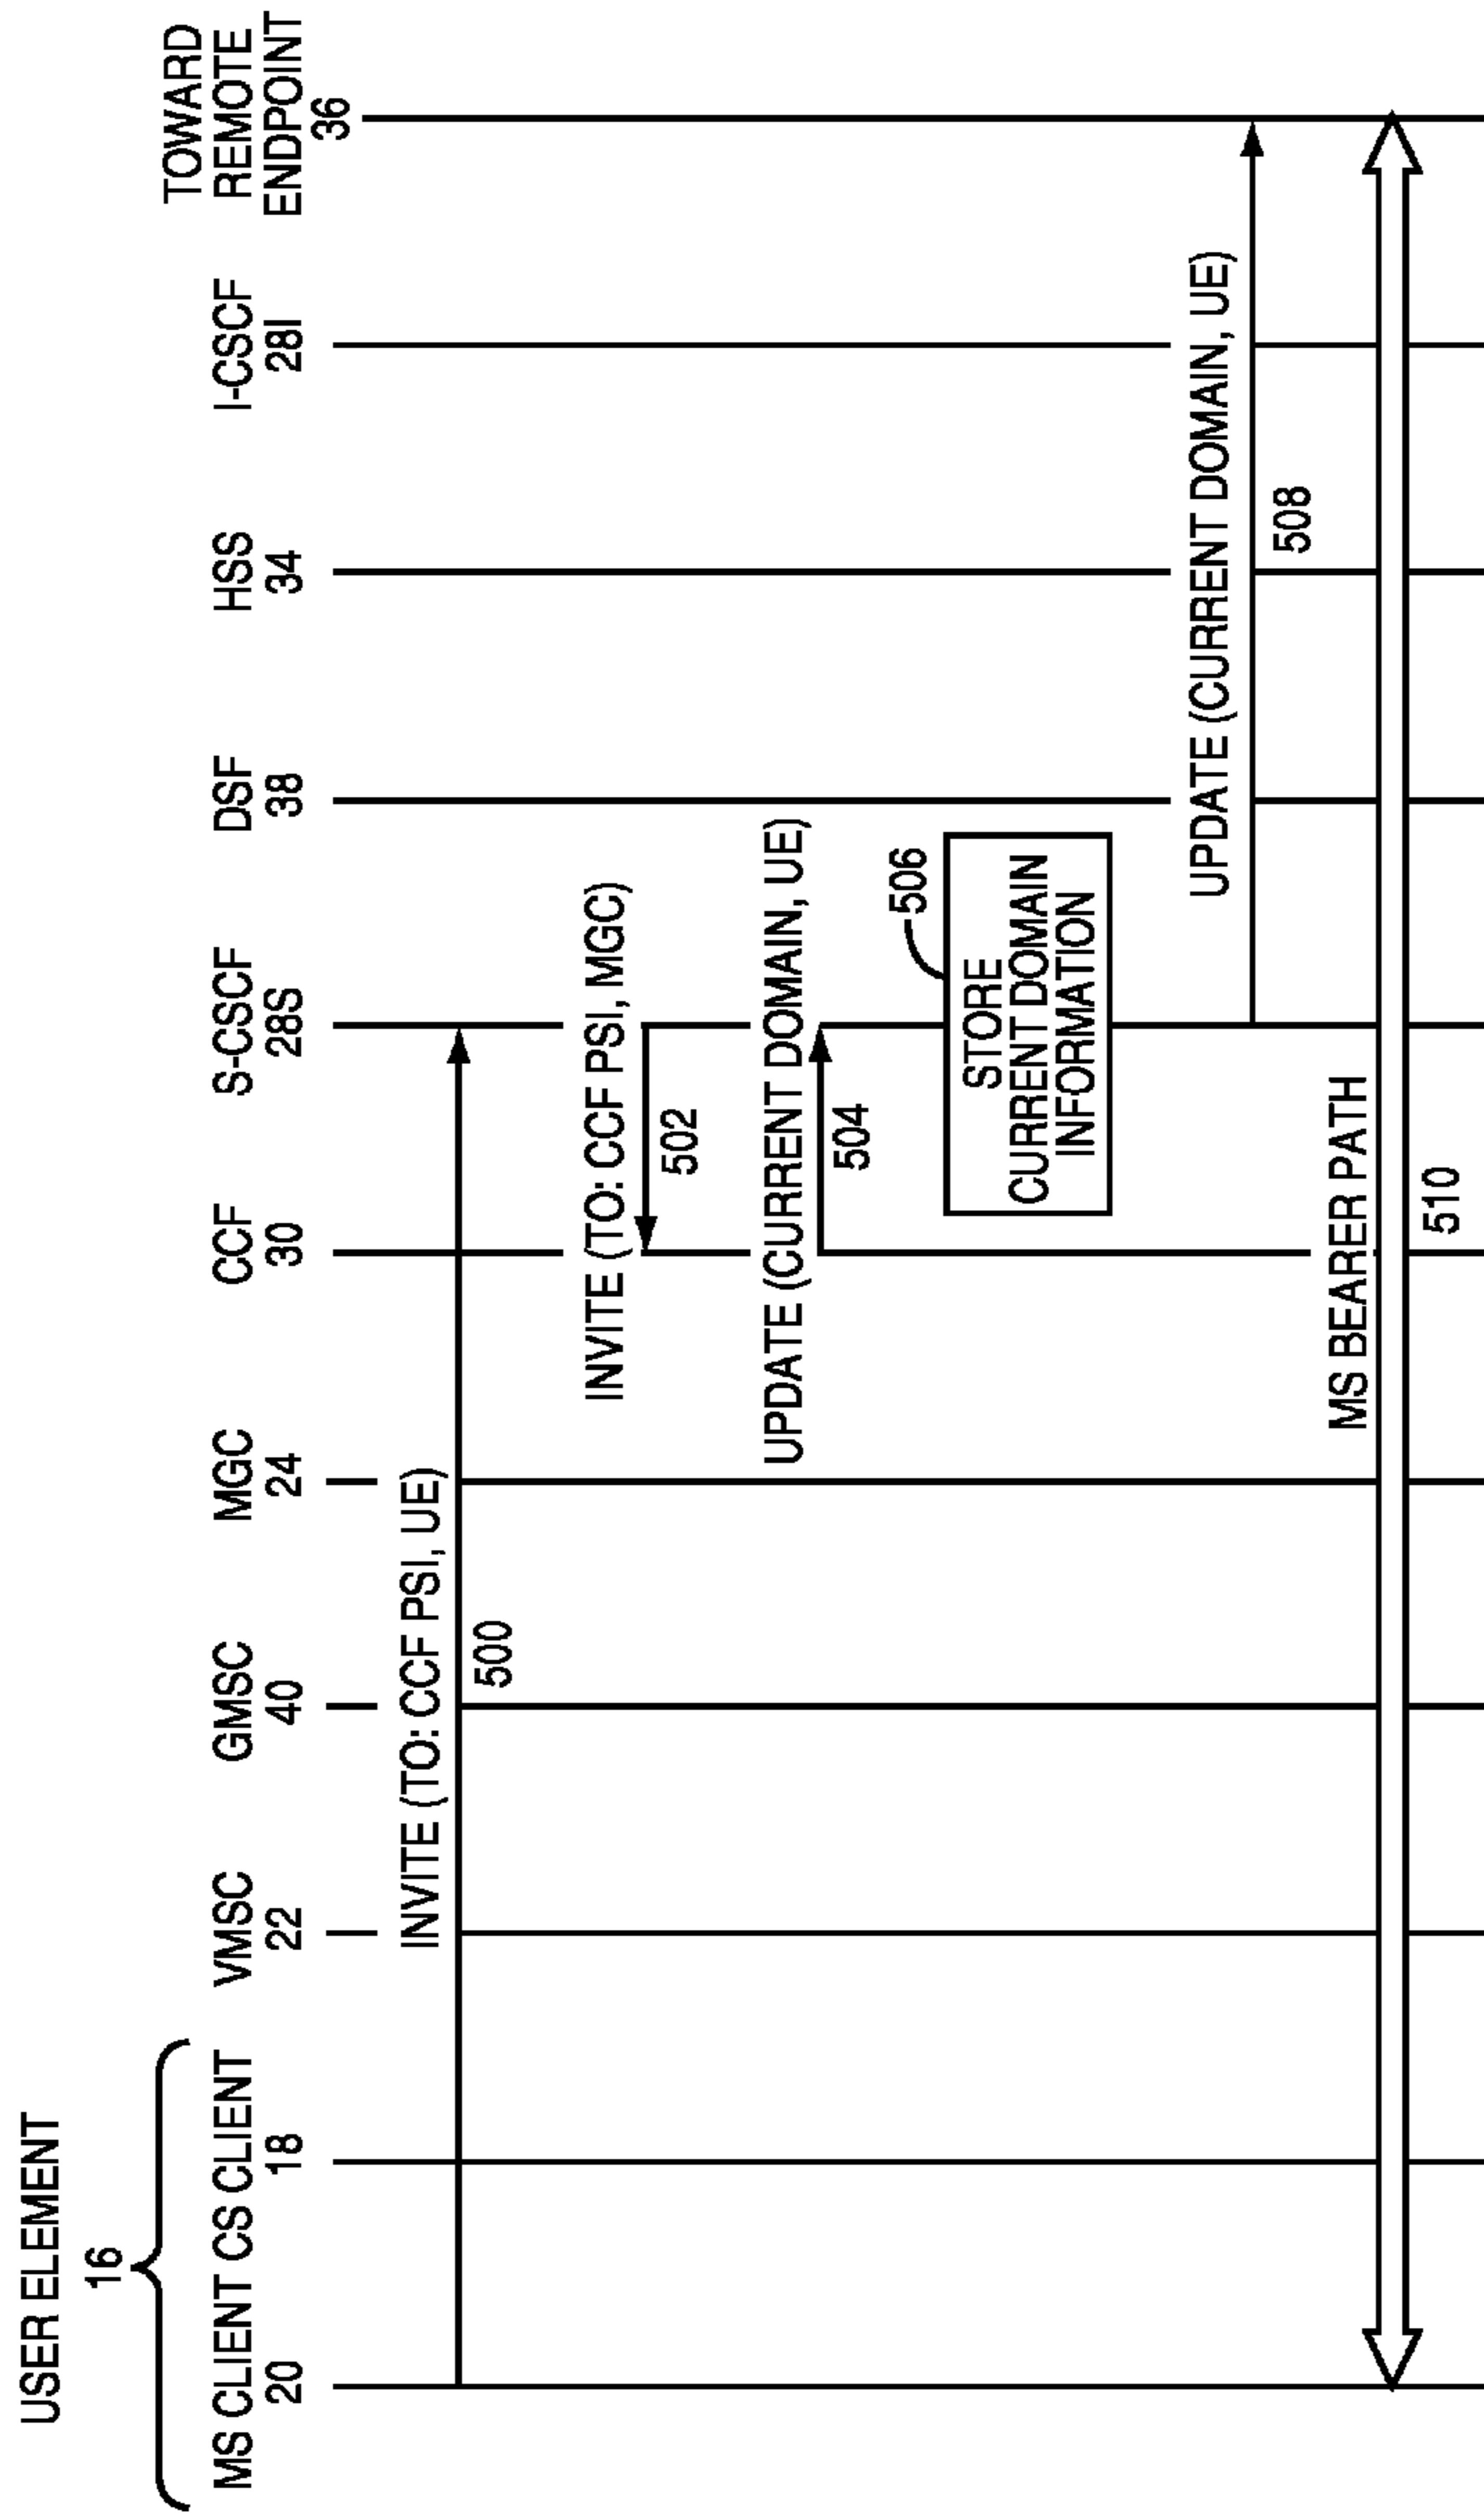 USER ELEMENT
16
MS CLIENT
20
CS CLIENT
18
VMSC
22
GMSC
40
MGC
24
CCF
30
S-CSCF
28S
DSF
38
HSS
34
I-CSCF
28I
TOWARD
REMOTE
ENDPOINT
36
INVITE (TO: CCF PSI, UE)
500
INVITE (TO: CCF PSI, MGC)
502
UPDATE (CURRENT DOMAIN, UE)
504
506
STORE
CURRENT DOMAIN
INFORMATION
UPDATE (CURRENT DOMAIN, UE)
508
MS BEARER PATH
510